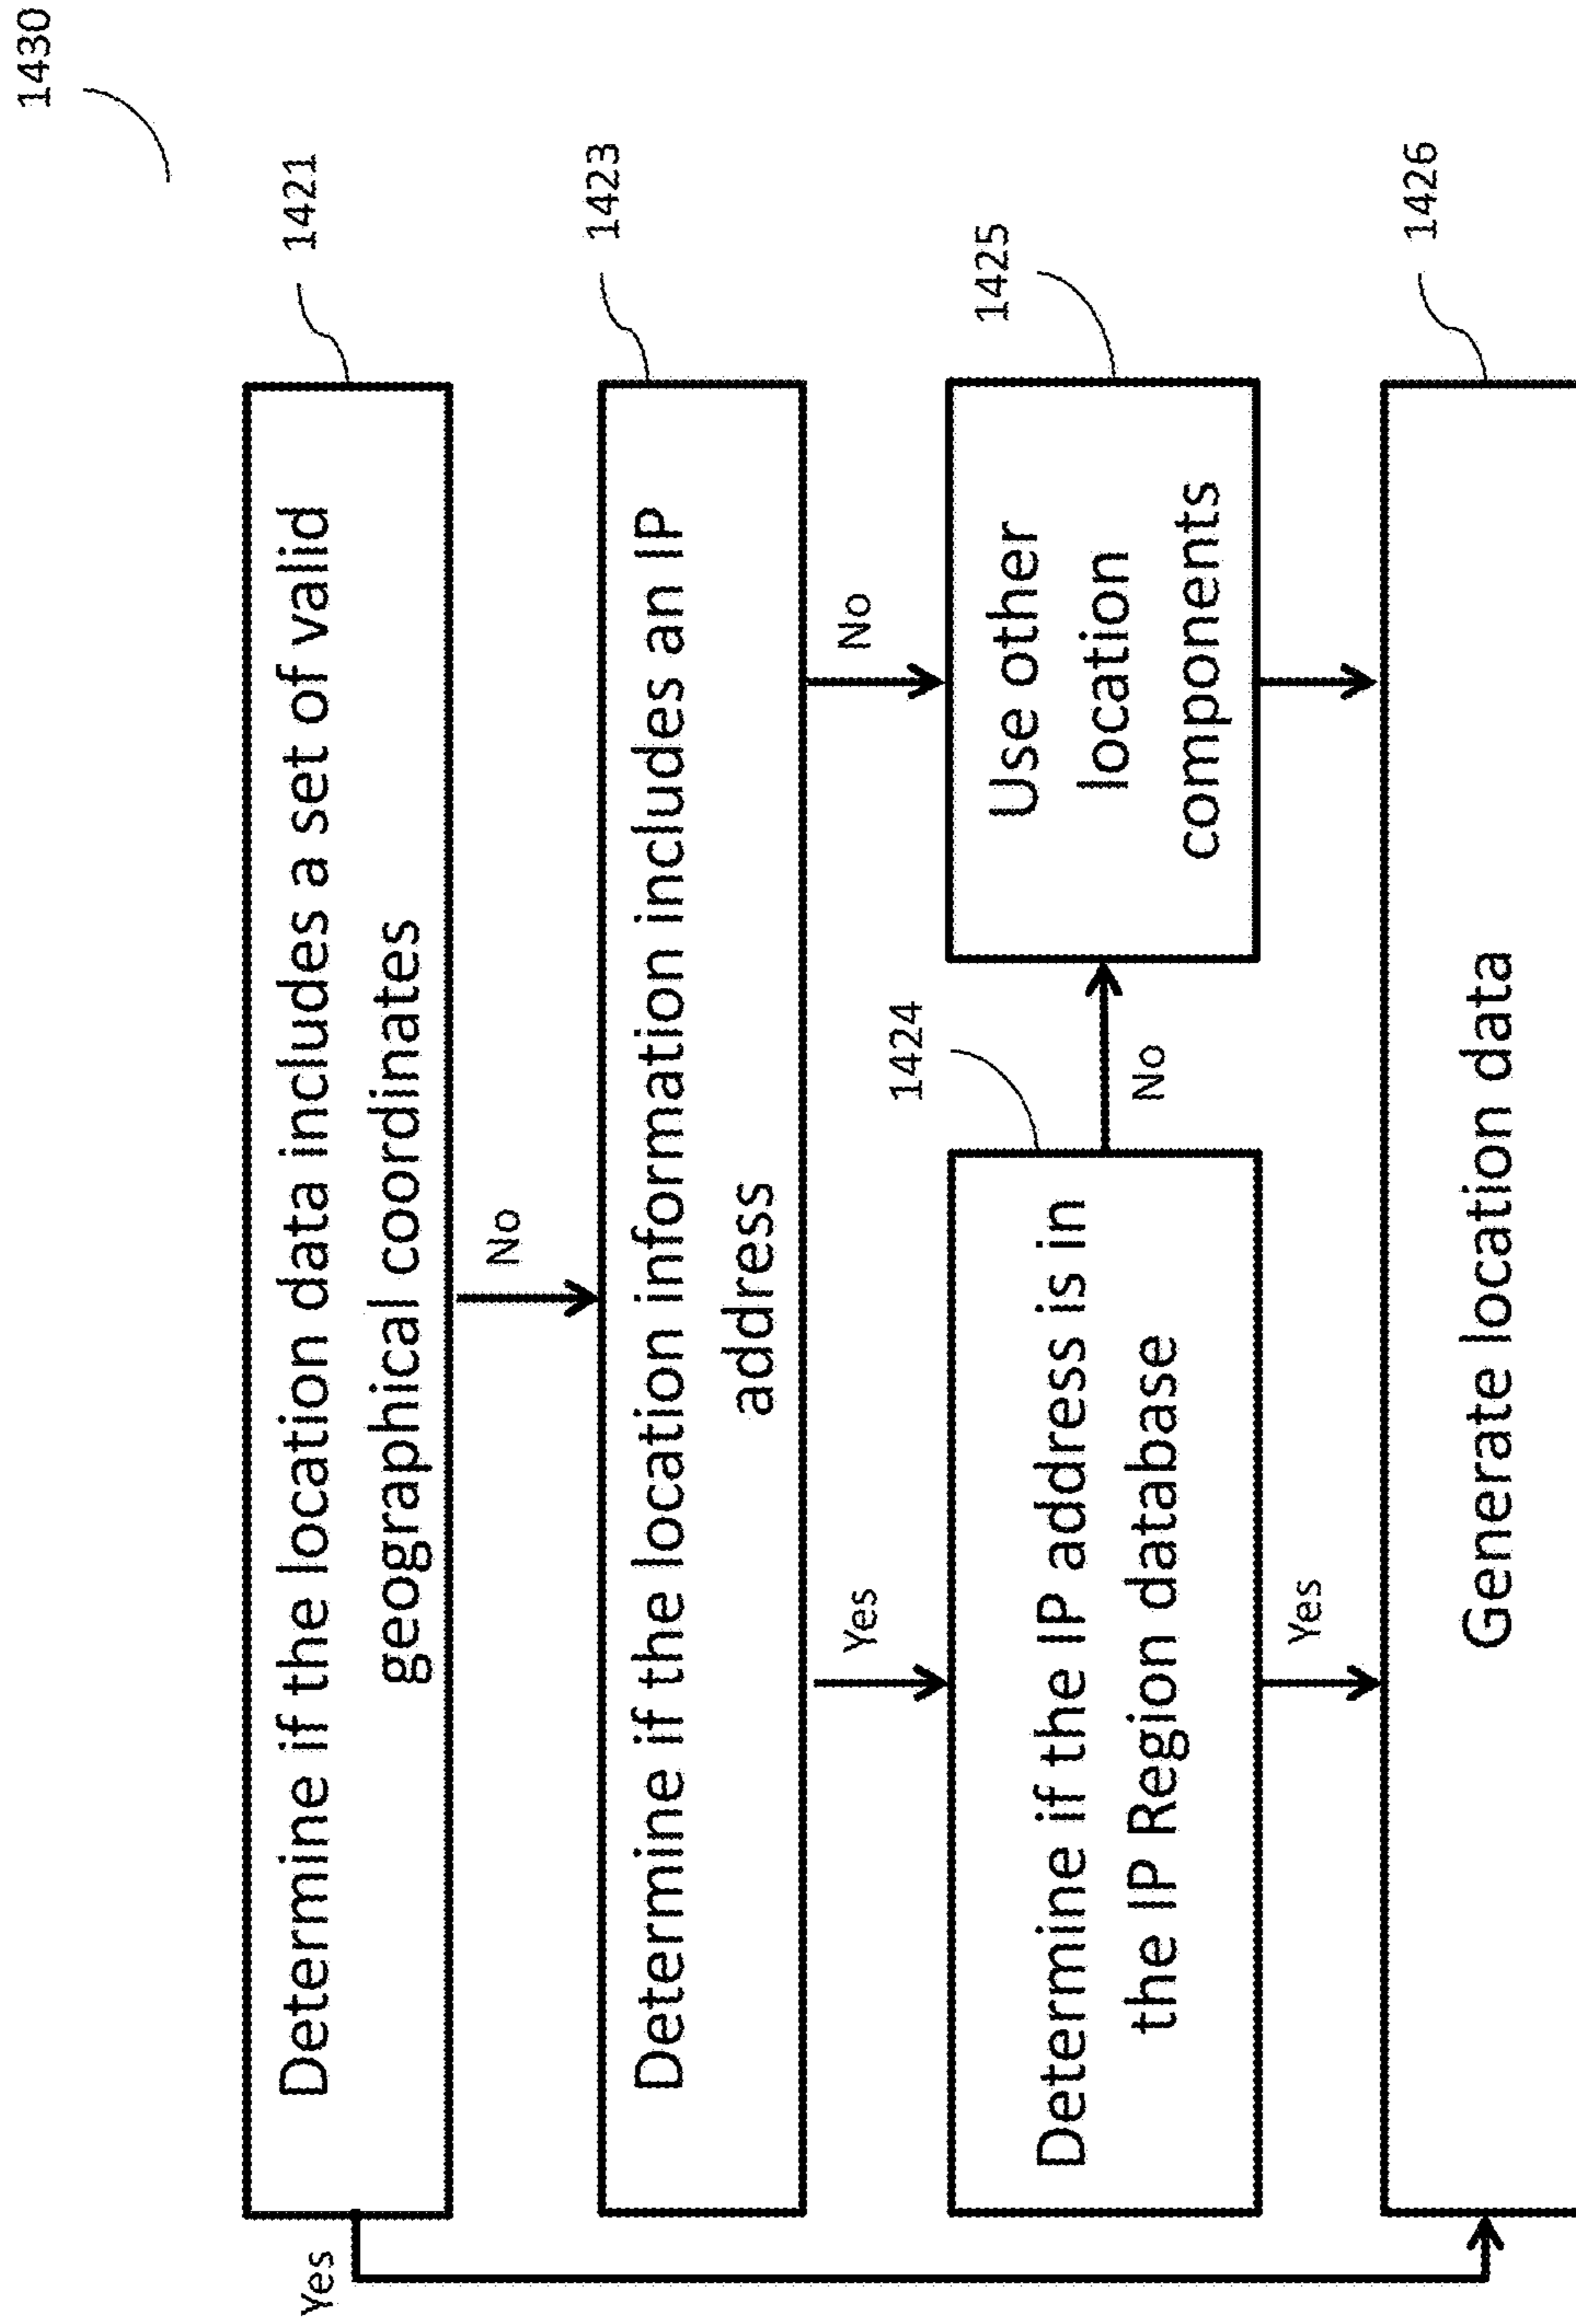 1430
1421
Determine if the location data includes a set of valid
geographical coordinates
Yes
No
1423
Determine if the location information includes an IP
address
Yes
No
1424
Determine if the IP address is in
the IP Region database
No
1425
Use other
location
components
Yes
1426
Generate location data